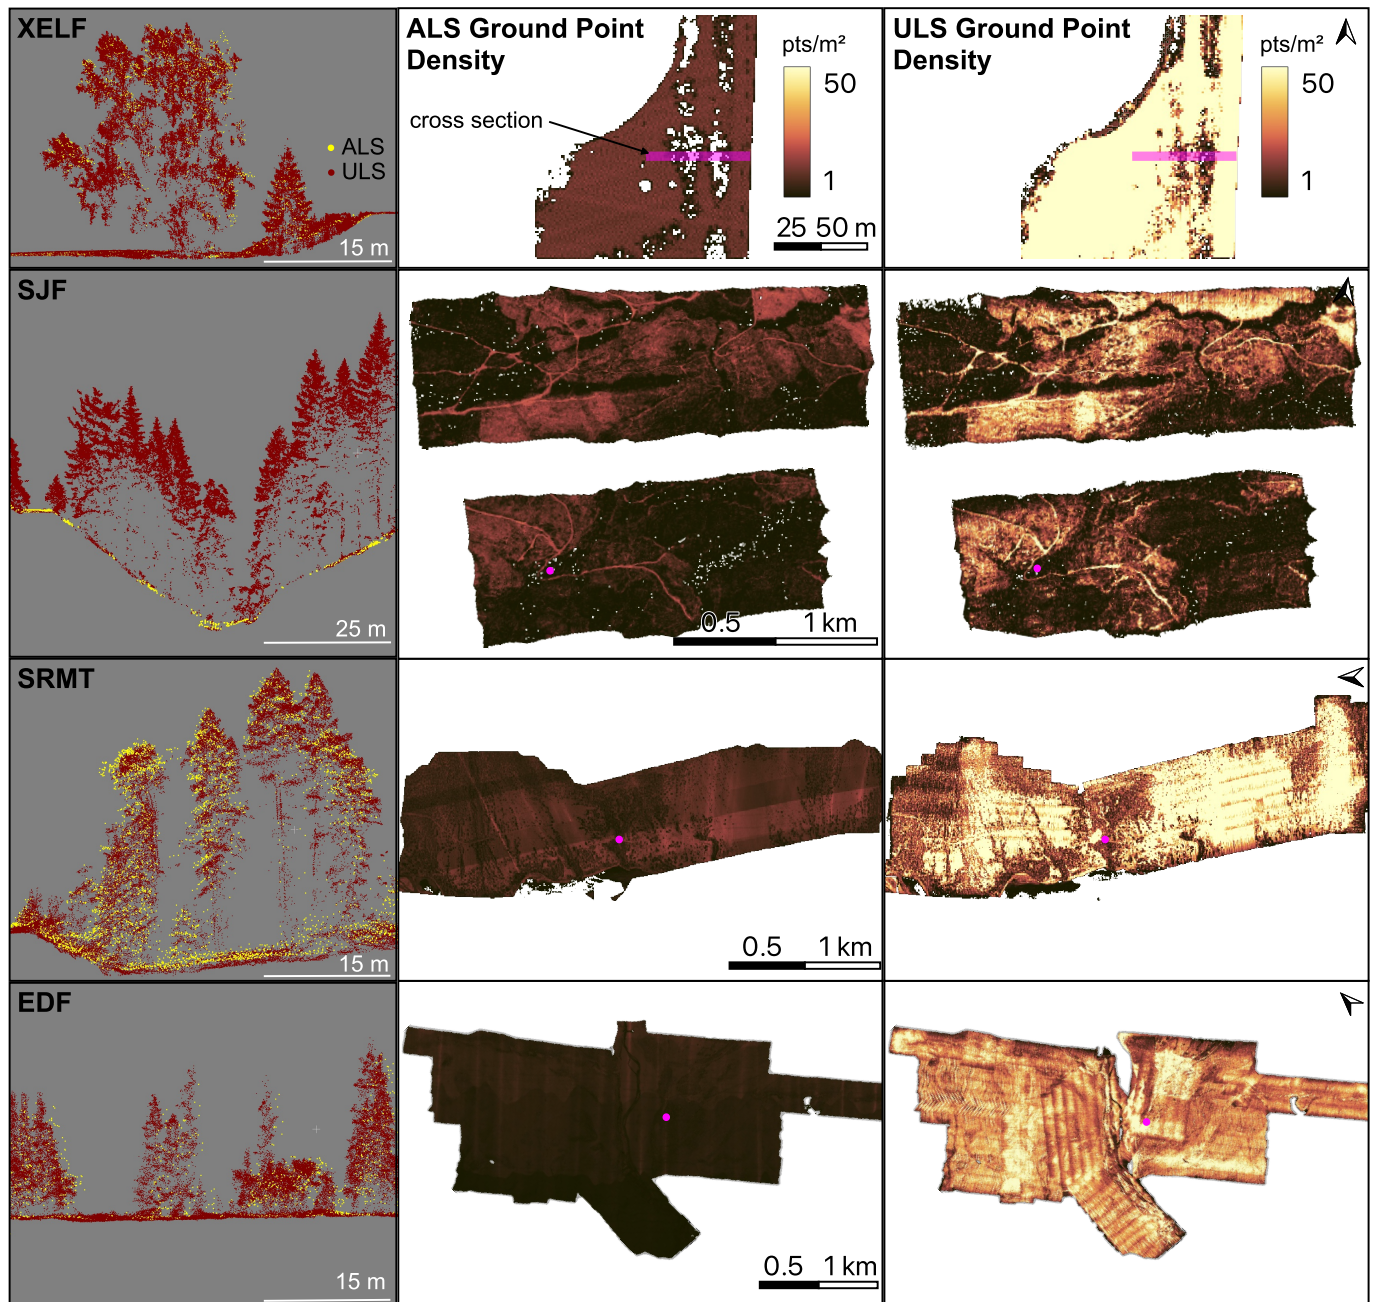 XELF
ALS
ULS
15 m
ALS Ground Point
Density
pts/m²
50
1
cross section
25 50 m
ULS Ground Point
Density
pts/m²
50
1
SJF
25 m
0.5 1 km
SRMT
15 m
0.5 1 km
EDF
15 m
0.5 1 km